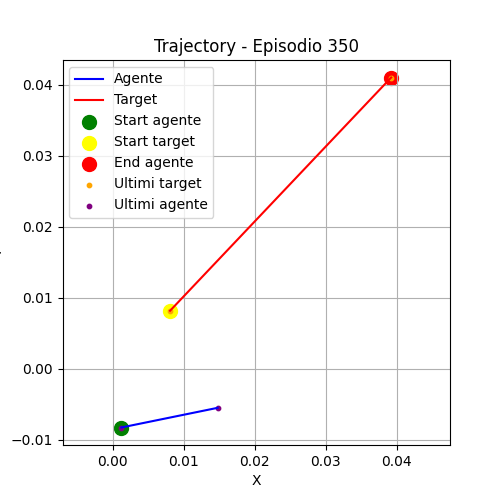 Trajectory - Episodio 350
Agente
Target
Start agente
Start target
End agente
Ultimi target
Ultimi agente
0.04
0.03
0.02
0.01
0.00
−0.01
0.00 0.01 0.02 0.03 0.04
X